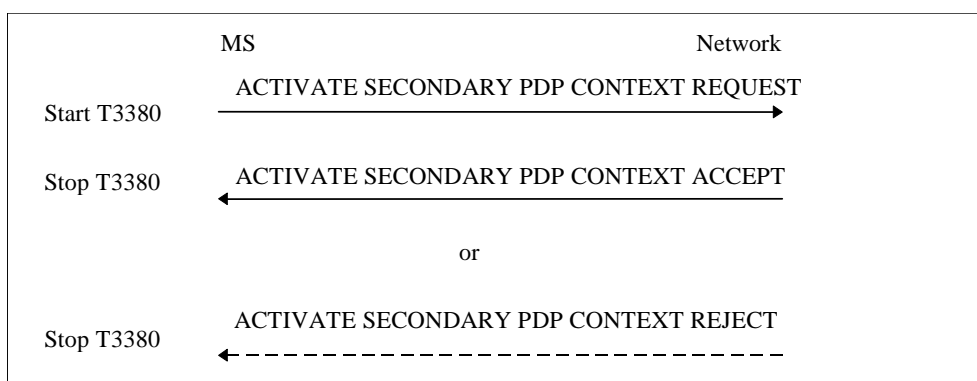 MS Network
ACTIVATE SECONDARY PDP CONTEXT REQUEST
Start T3380
ACTIVATE SECONDARY PDP CONTEXT ACCEPT
Stop T3380
or
ACTIVATE SECONDARY PDP CONTEXT REJECT
Stop T3380